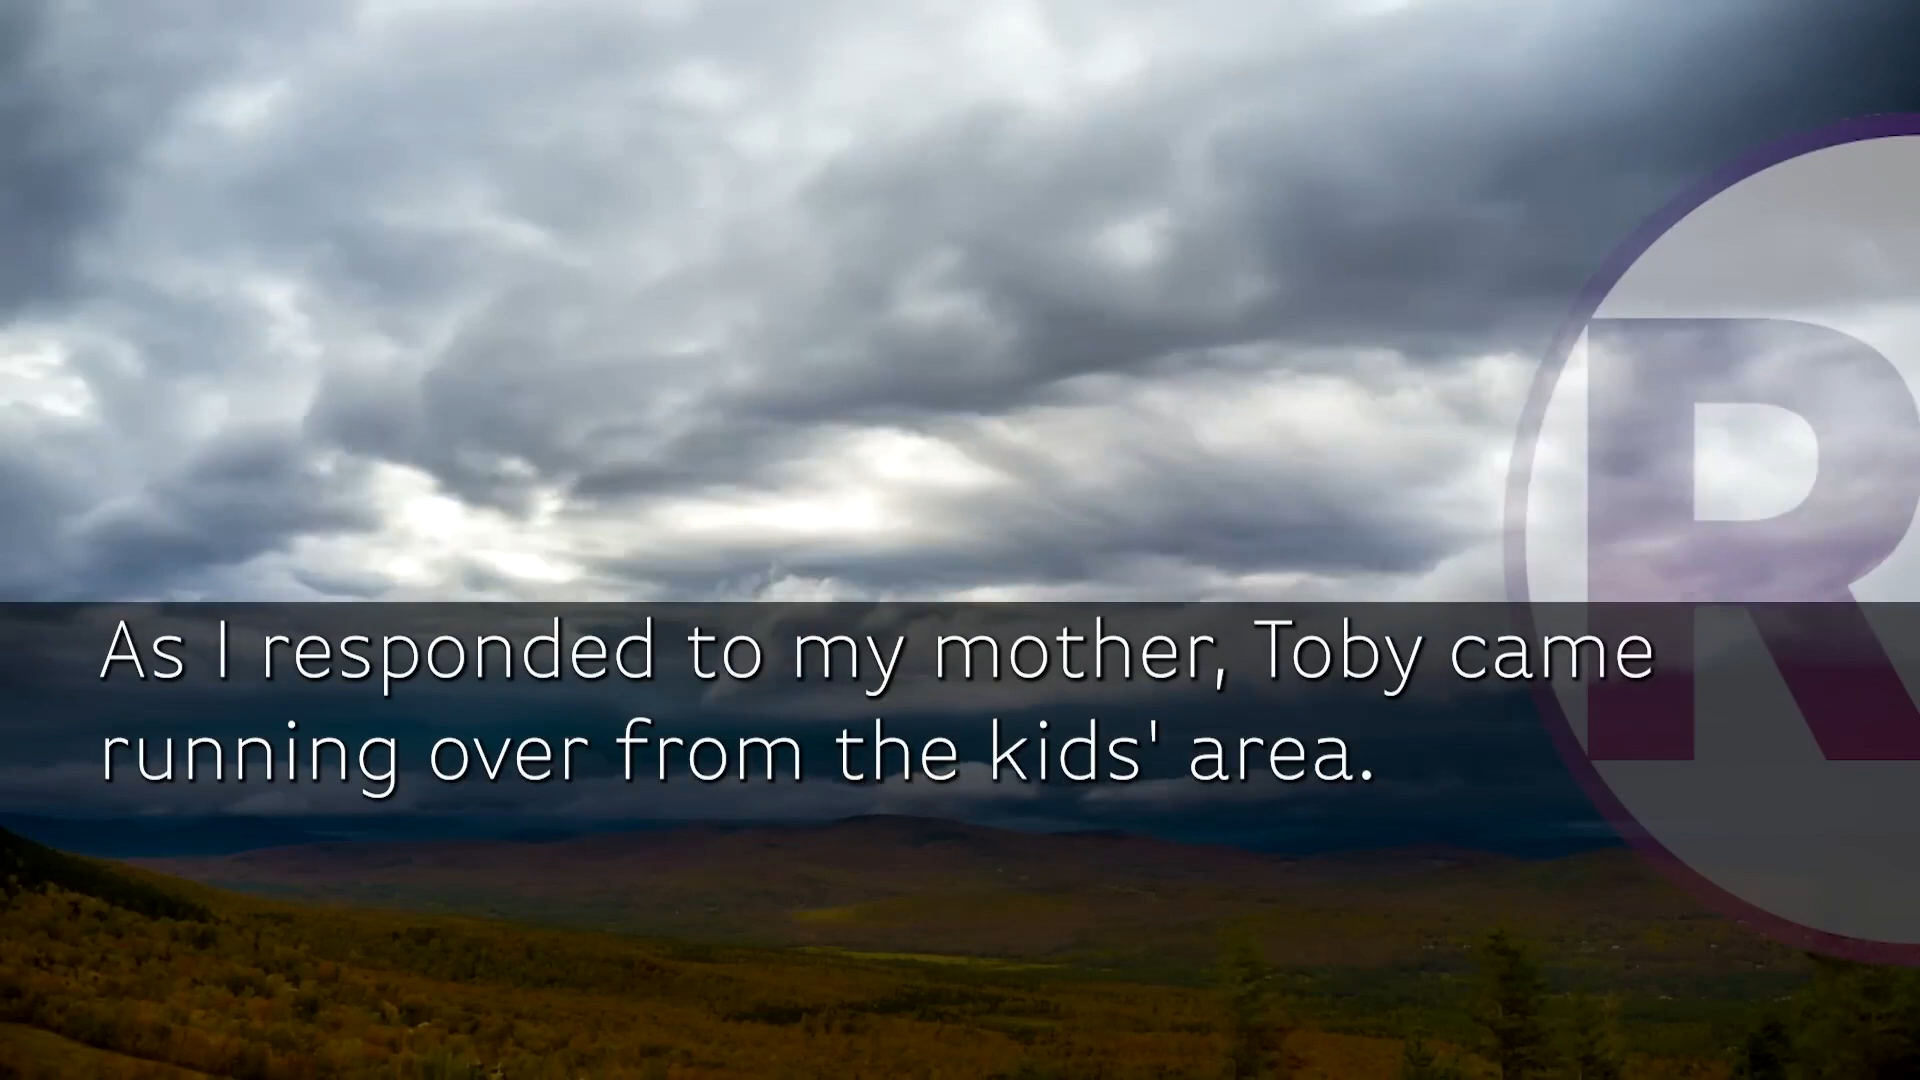 As I responded to my mother, Toby came
running over from the kids' area.
R